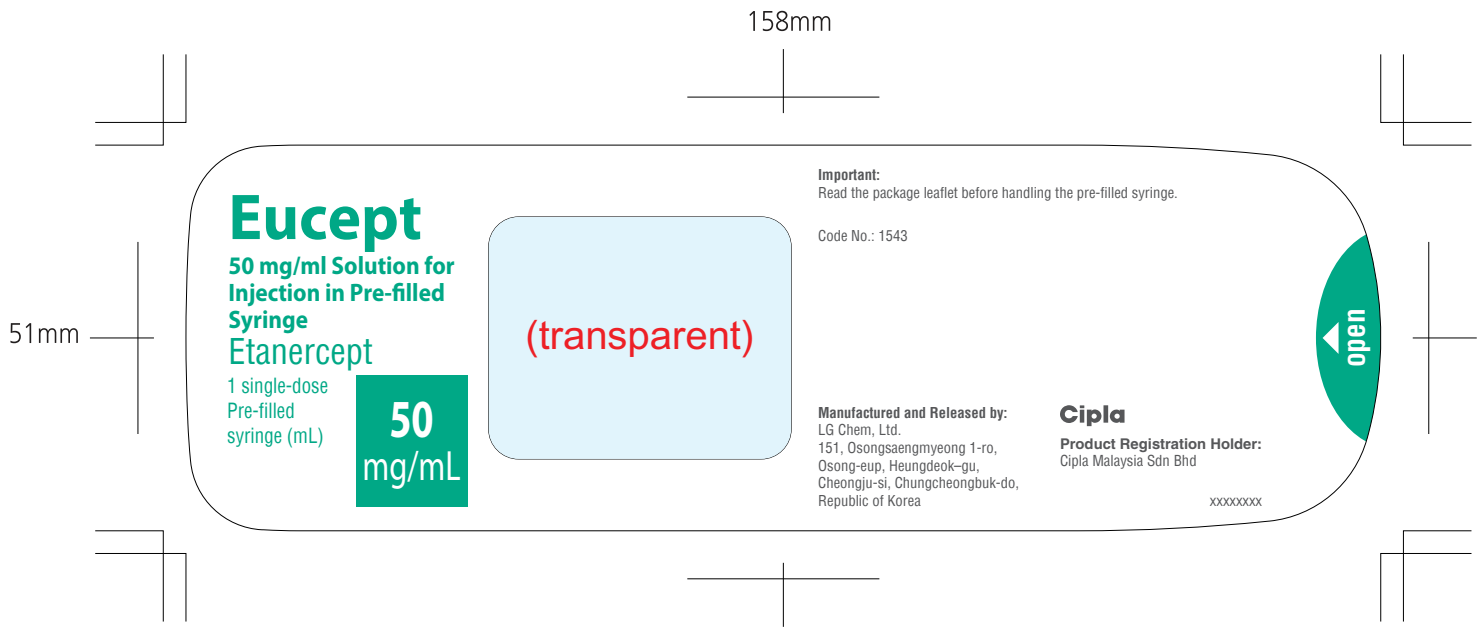 158mm
51mm
Eucept
50 mg/ml Solution for
Injection in Pre-filled
Syringe
Etanercept
1 single-dose
Pre-filled
syringe (mL)
50
mg/mL
(transparent)
Important:
Read the package leaflet before handling the pre-filled syringe.
Code No.: 1543
Manufactured and Released by:
LG Chem, Ltd.
151, Osongsaengmyeong 1-ro,
Osong-eup, Heungdeok–gu,
Cheongju-si, Chungcheongbuk-do,
Republic of Korea
Cipla
Product Registration Holder:
Cipla Malaysia Sdn Bhd
xxxxxxxx
open